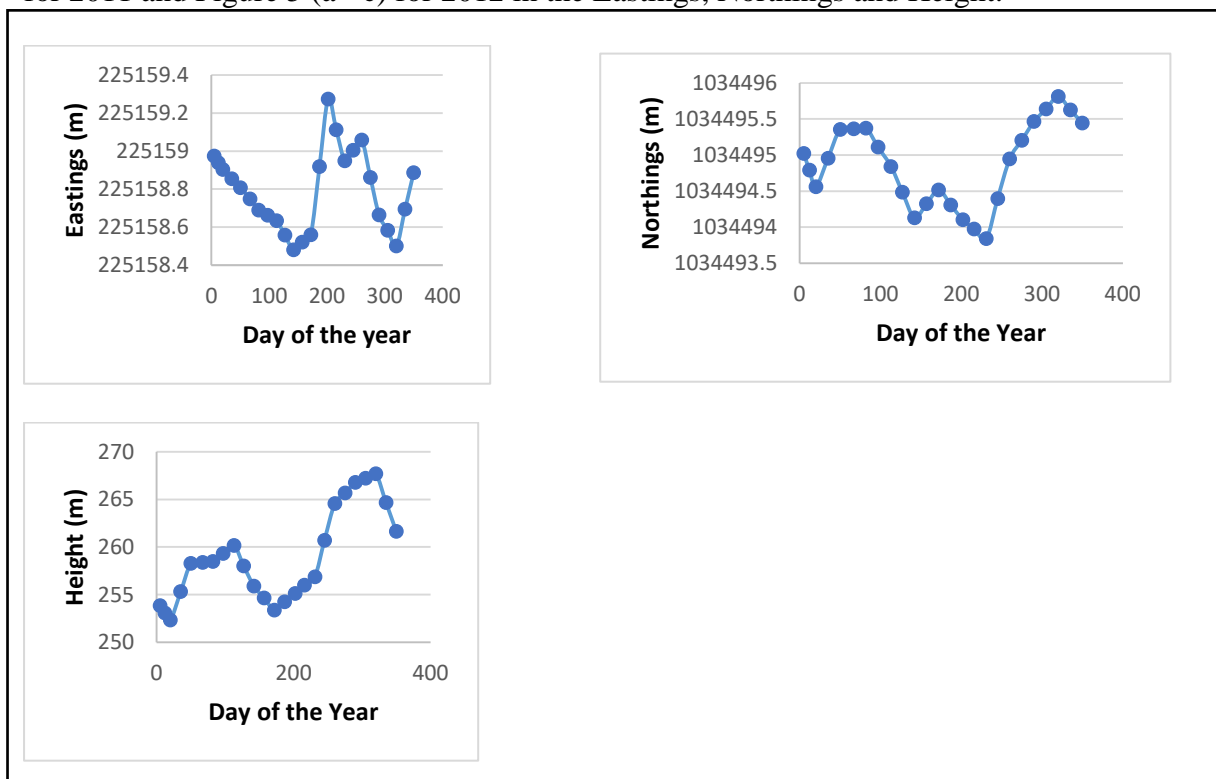 for 2011 and Figure 5 (a – c) for 2012 in the Eastings, Northings and Height.
225159.4
225159.2
225159
225158.8
225158.6
225158.4
Eastings (m)
0 100 200 300 400
Day of the year
1034496
1034495.5
1034495
1034494.5
1034494
1034493.5
Northings (m)
0 100 200 300 400
Day of the Year
270
265
260
255
250
Height (m)
0 200 400
Day of the Year